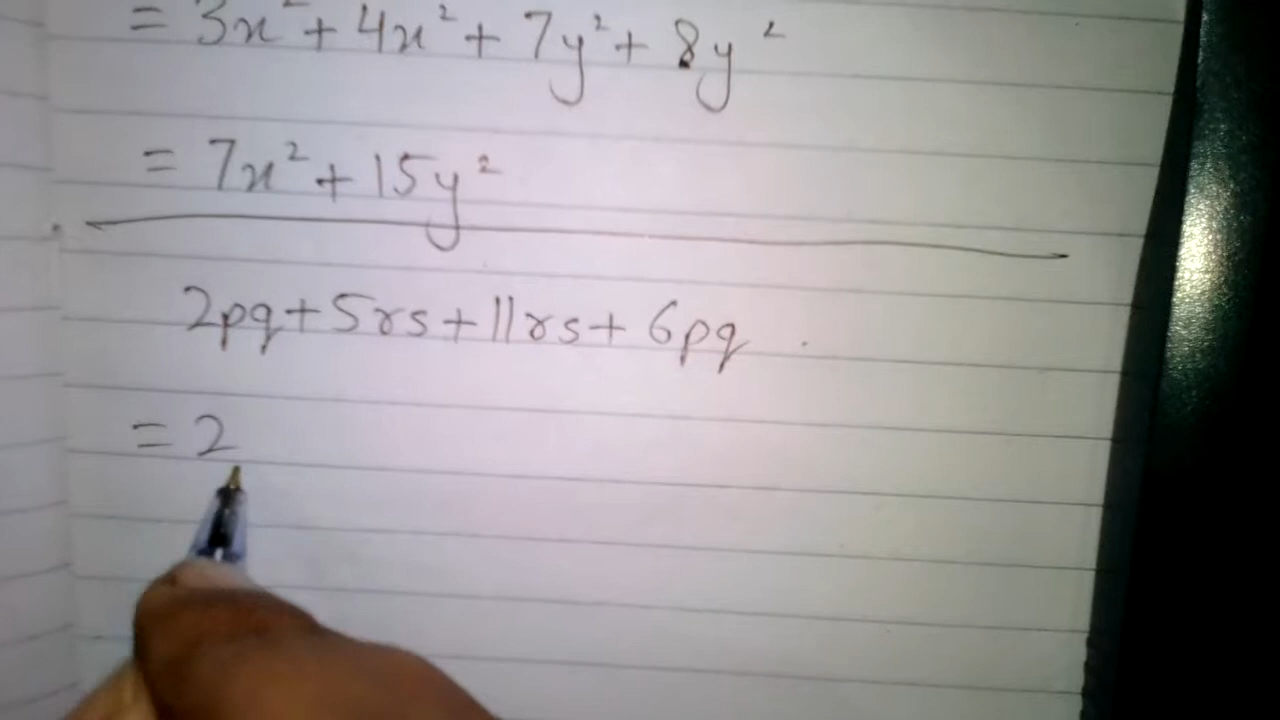 = 3x² + 4x² + 7y² + 8y²
= 7x² + 15y²
2pq + 5rs + 11rs + 6pq
= 2